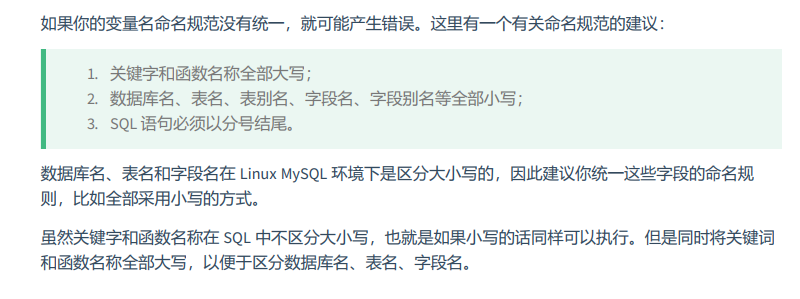 如果你的变量名命名规范没有统一，就可能产生错误。这里有一个有关命名规范的建议：
1. 关键字和函数名称全部大写；
2. 数据库名、表名、表别名、字段名、字段别名等全部小写；
3. SQL 语句必须以分号结尾。
数据库名、表名和字段名在 Linux MySQL 环境下是区分大小写的，因此建议你统一这些字段的命名规
则，比如全部采用小写的方式。
虽然关键字和函数名称在 SQL 中不区分大小写，也就是如果小写的话同样可以执行。但是同时将关键词
和函数名称全部大写，以便于区分数据库名、表名、字段名。